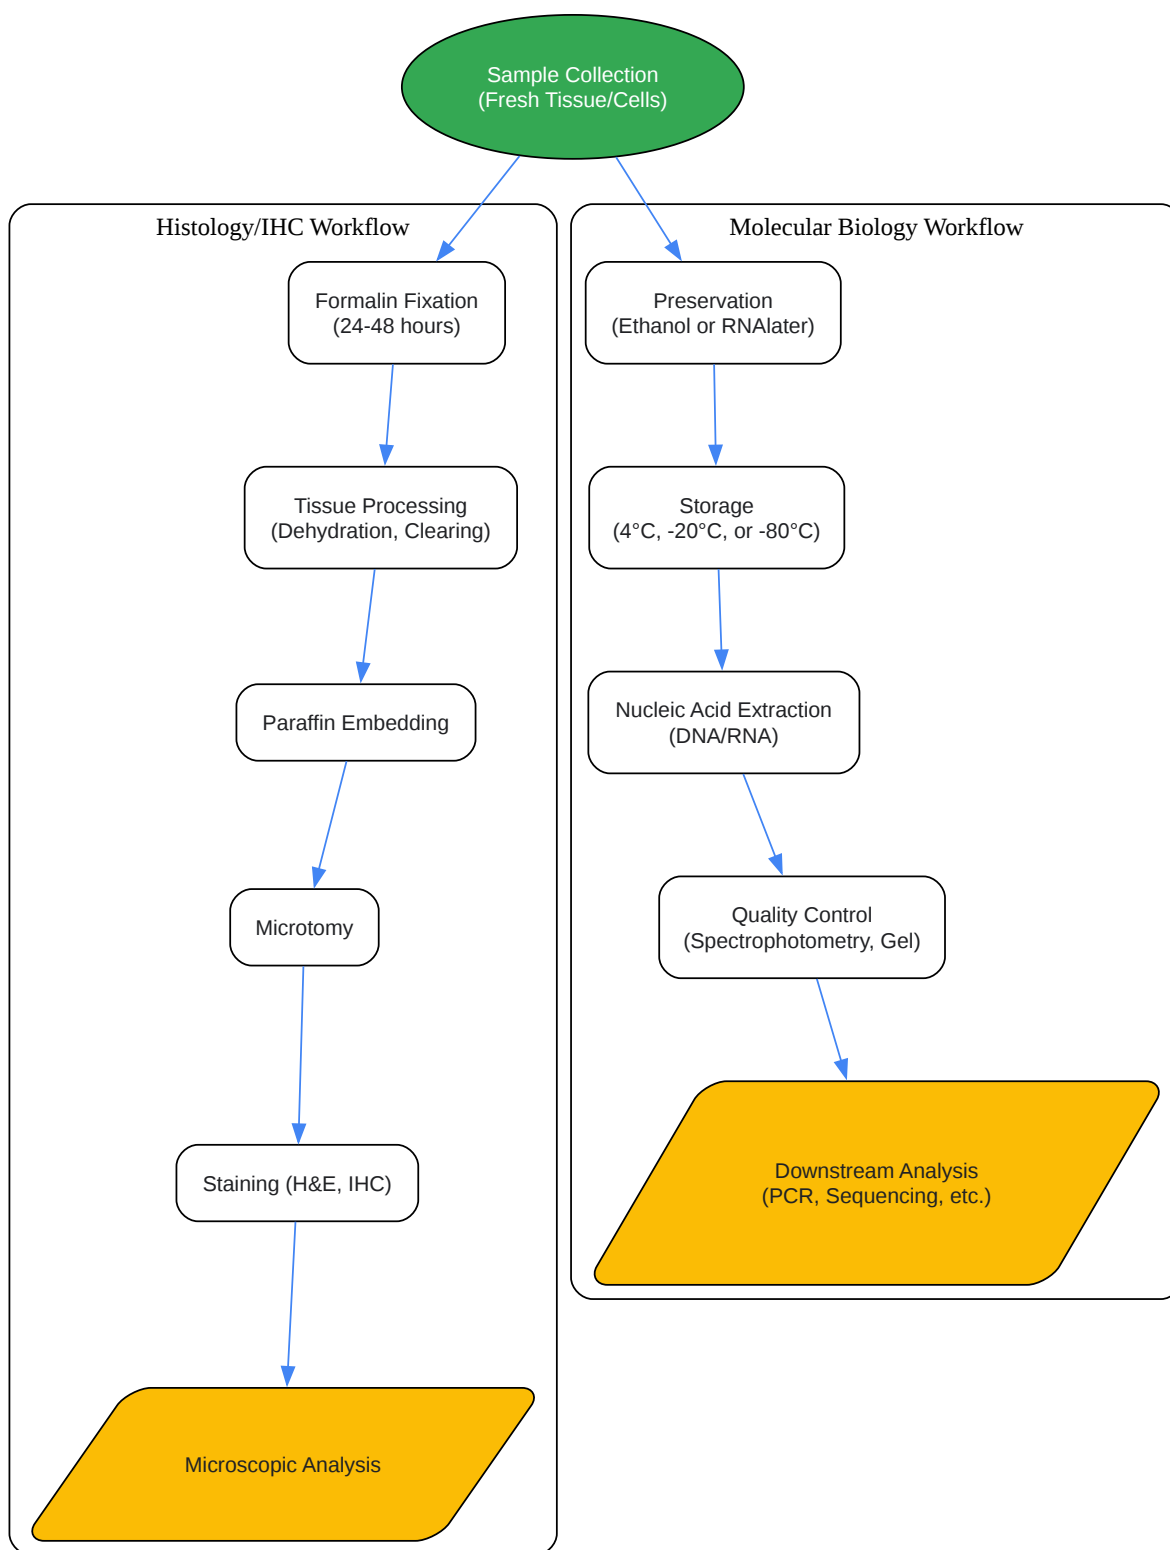 Sample Collection
(Fresh Tissue/Cells)
Histology/IHC Workflow
Formalin Fixation
(24-48 hours)
Tissue Processing
(Dehydration, Clearing)
Paraffin Embedding
Microtomy
Staining (H&E, IHC)
Microscopic Analysis
Molecular Biology Workflow
Preservation
(Ethanol or RNAlater)
Storage
(4°C, -20°C, or -80°C)
Nucleic Acid Extraction
(DNA/RNA)
Quality Control
(Spectrophotometry, Gel)
Downstream Analysis
(PCR, Sequencing, etc.)